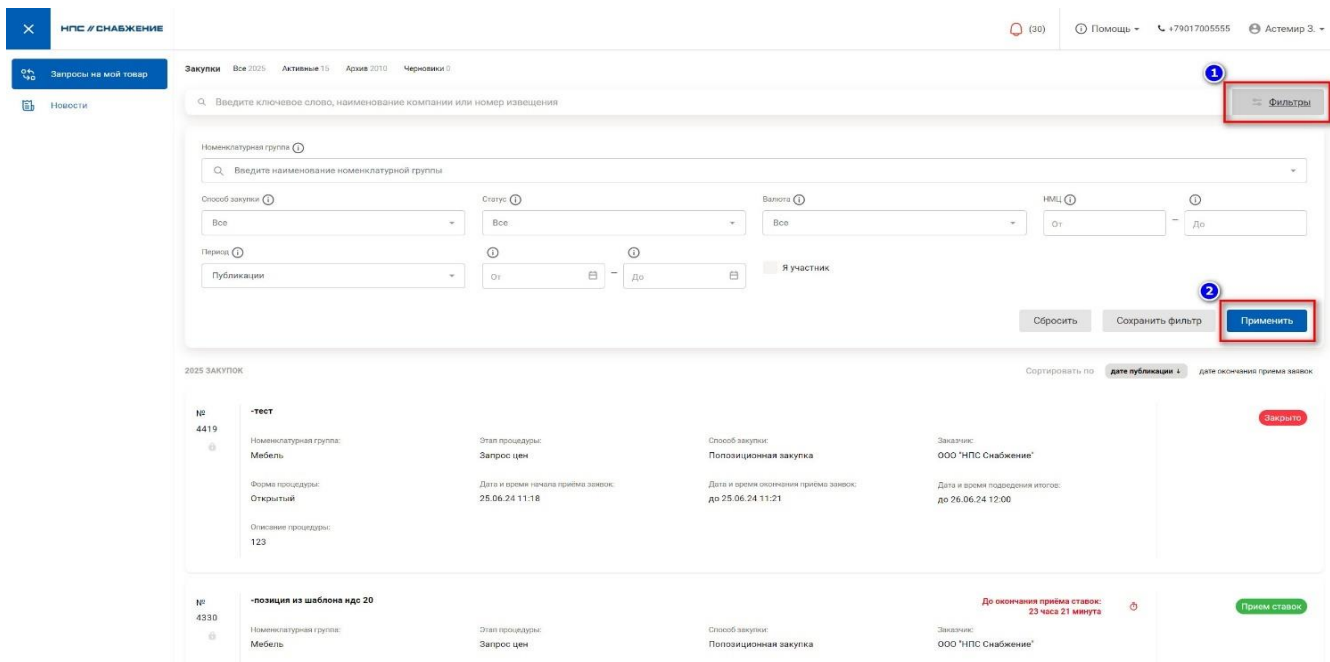 НПС // СНАБЖЕНИЕ
(30) Помощь +79017005555 Астемир З.
Запросы на мой товар
Новости
Закупки Все 2025 Активные 15 Архив 2010 Черновики 0
1
Введите ключевое слово, наименование компании или номер извещения
Фильтры
Номенклатурная группа
Введите наименование номенклатурной группы
Способ закупки Статус Валюта НМЦ
Все Все Все От – До
Период
Публикации От – До Я участник
2
Сбросить Сохранить фильтр Применить
2025 ЗАКУПОК Сортировать по дате публикации ↓ дате окончания приема заявок
№ 4419
-тест
Закрыто
Номенклатурная группа: Этап процедуры: Способ закупки: Заказчик:
Мебель Запрос цен Попозиционная закупка ООО "НПС Снабжение"
Форма процедуры: Дата и время начала приёма заявок: Дата и время окончания приёма заявок: Дата и время подведения итогов:
Открытый 25.06.24 11:18 до 25.06.24 11:21 до 26.06.24 12:00
Описание процедуры:
123
№ 4330
-позиция из шаблона ндс 20
До окончания приёма ставок:
23 часа 21 минута
Прием ставок
Номенклатурная группа: Этап процедуры: Способ закупки: Заказчик:
Мебель Запрос цен Попозиционная закупка ООО "НПС Снабжение"